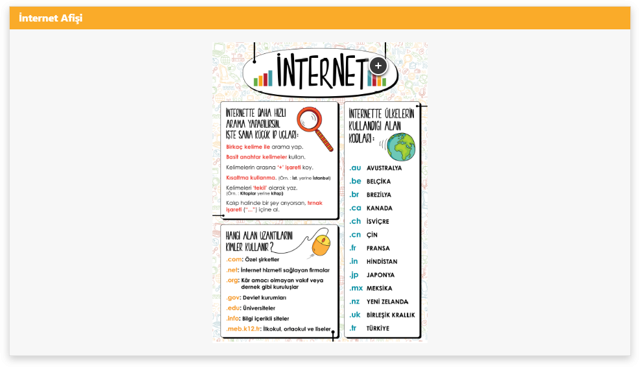 İnternet Afişi
İNTERNET
İNTERNETTE DAHA HIZLI
ARAMA YAPABİLİRSİN.
İŞTE SANA KÜÇÜK İP UÇLARI:
Birkaç kelime ile arama yap.
Basit anahtar kelimeler kullan.
Kelimelerin arasına '+' işareti koy.
Kısaltma kullanma. (Örn. : İst. yerine İstanbul)
Kelimeleri 'tekil' olarak yaz.
(Örn. : Kitaplar yerine kitap)
Kalıp halinde bir şey arıyorsan, tırnak
işareti ("...") içine al.
HANGİ ALAN UZANTILARINI
KİMLER KULLANIR?
.com: Özel şirketler
.net: İnternet hizmeti sağlayan firmalar
.org: Kâr amacı olmayan vakıf veya
dernek gibi kuruluşlar
.gov: Devlet kurumları
.edu: Üniversiteler
.info: Bilgi içerikli siteler
.meb.k12.tr: İlkokul, ortaokul ve liseler
İNTERNETTE ÜLKELERİN
KULLANDIĞI ALAN
KODLARI:
.au AVUSTRALYA
.be BELÇİKA
.br BREZİLYA
.ca KANADA
.ch İSVİÇRE
.cn ÇİN
.fr FRANSA
.in HİNDİSTAN
.jp JAPONYA
.mx MEKSİKA
.nz YENİ ZELANDA
.uk BİRLEŞİK KRALLIK
.tr TÜRKİYE